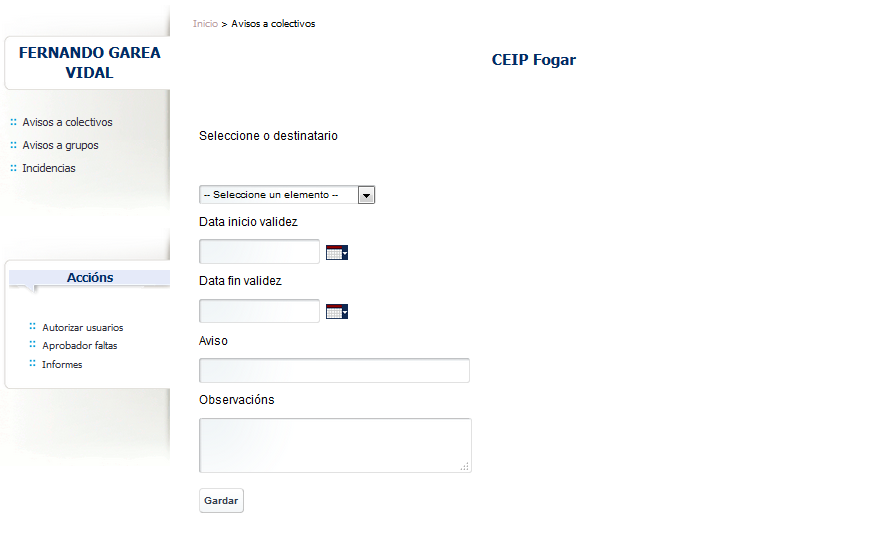 Inicio > Avisos a colectivos
FERNANDO GAREA
VIDAL
CEIP Fogar
Avisos a colectivos
Avisos a grupos
Incidencias
Seleccione o destinatario
-- Seleccione un elemento --
Data inicio validez
Data fin validez
Aviso
Observacións
Gardar
Accións
Autorizar usuarios
Aprobador faltas
Informes